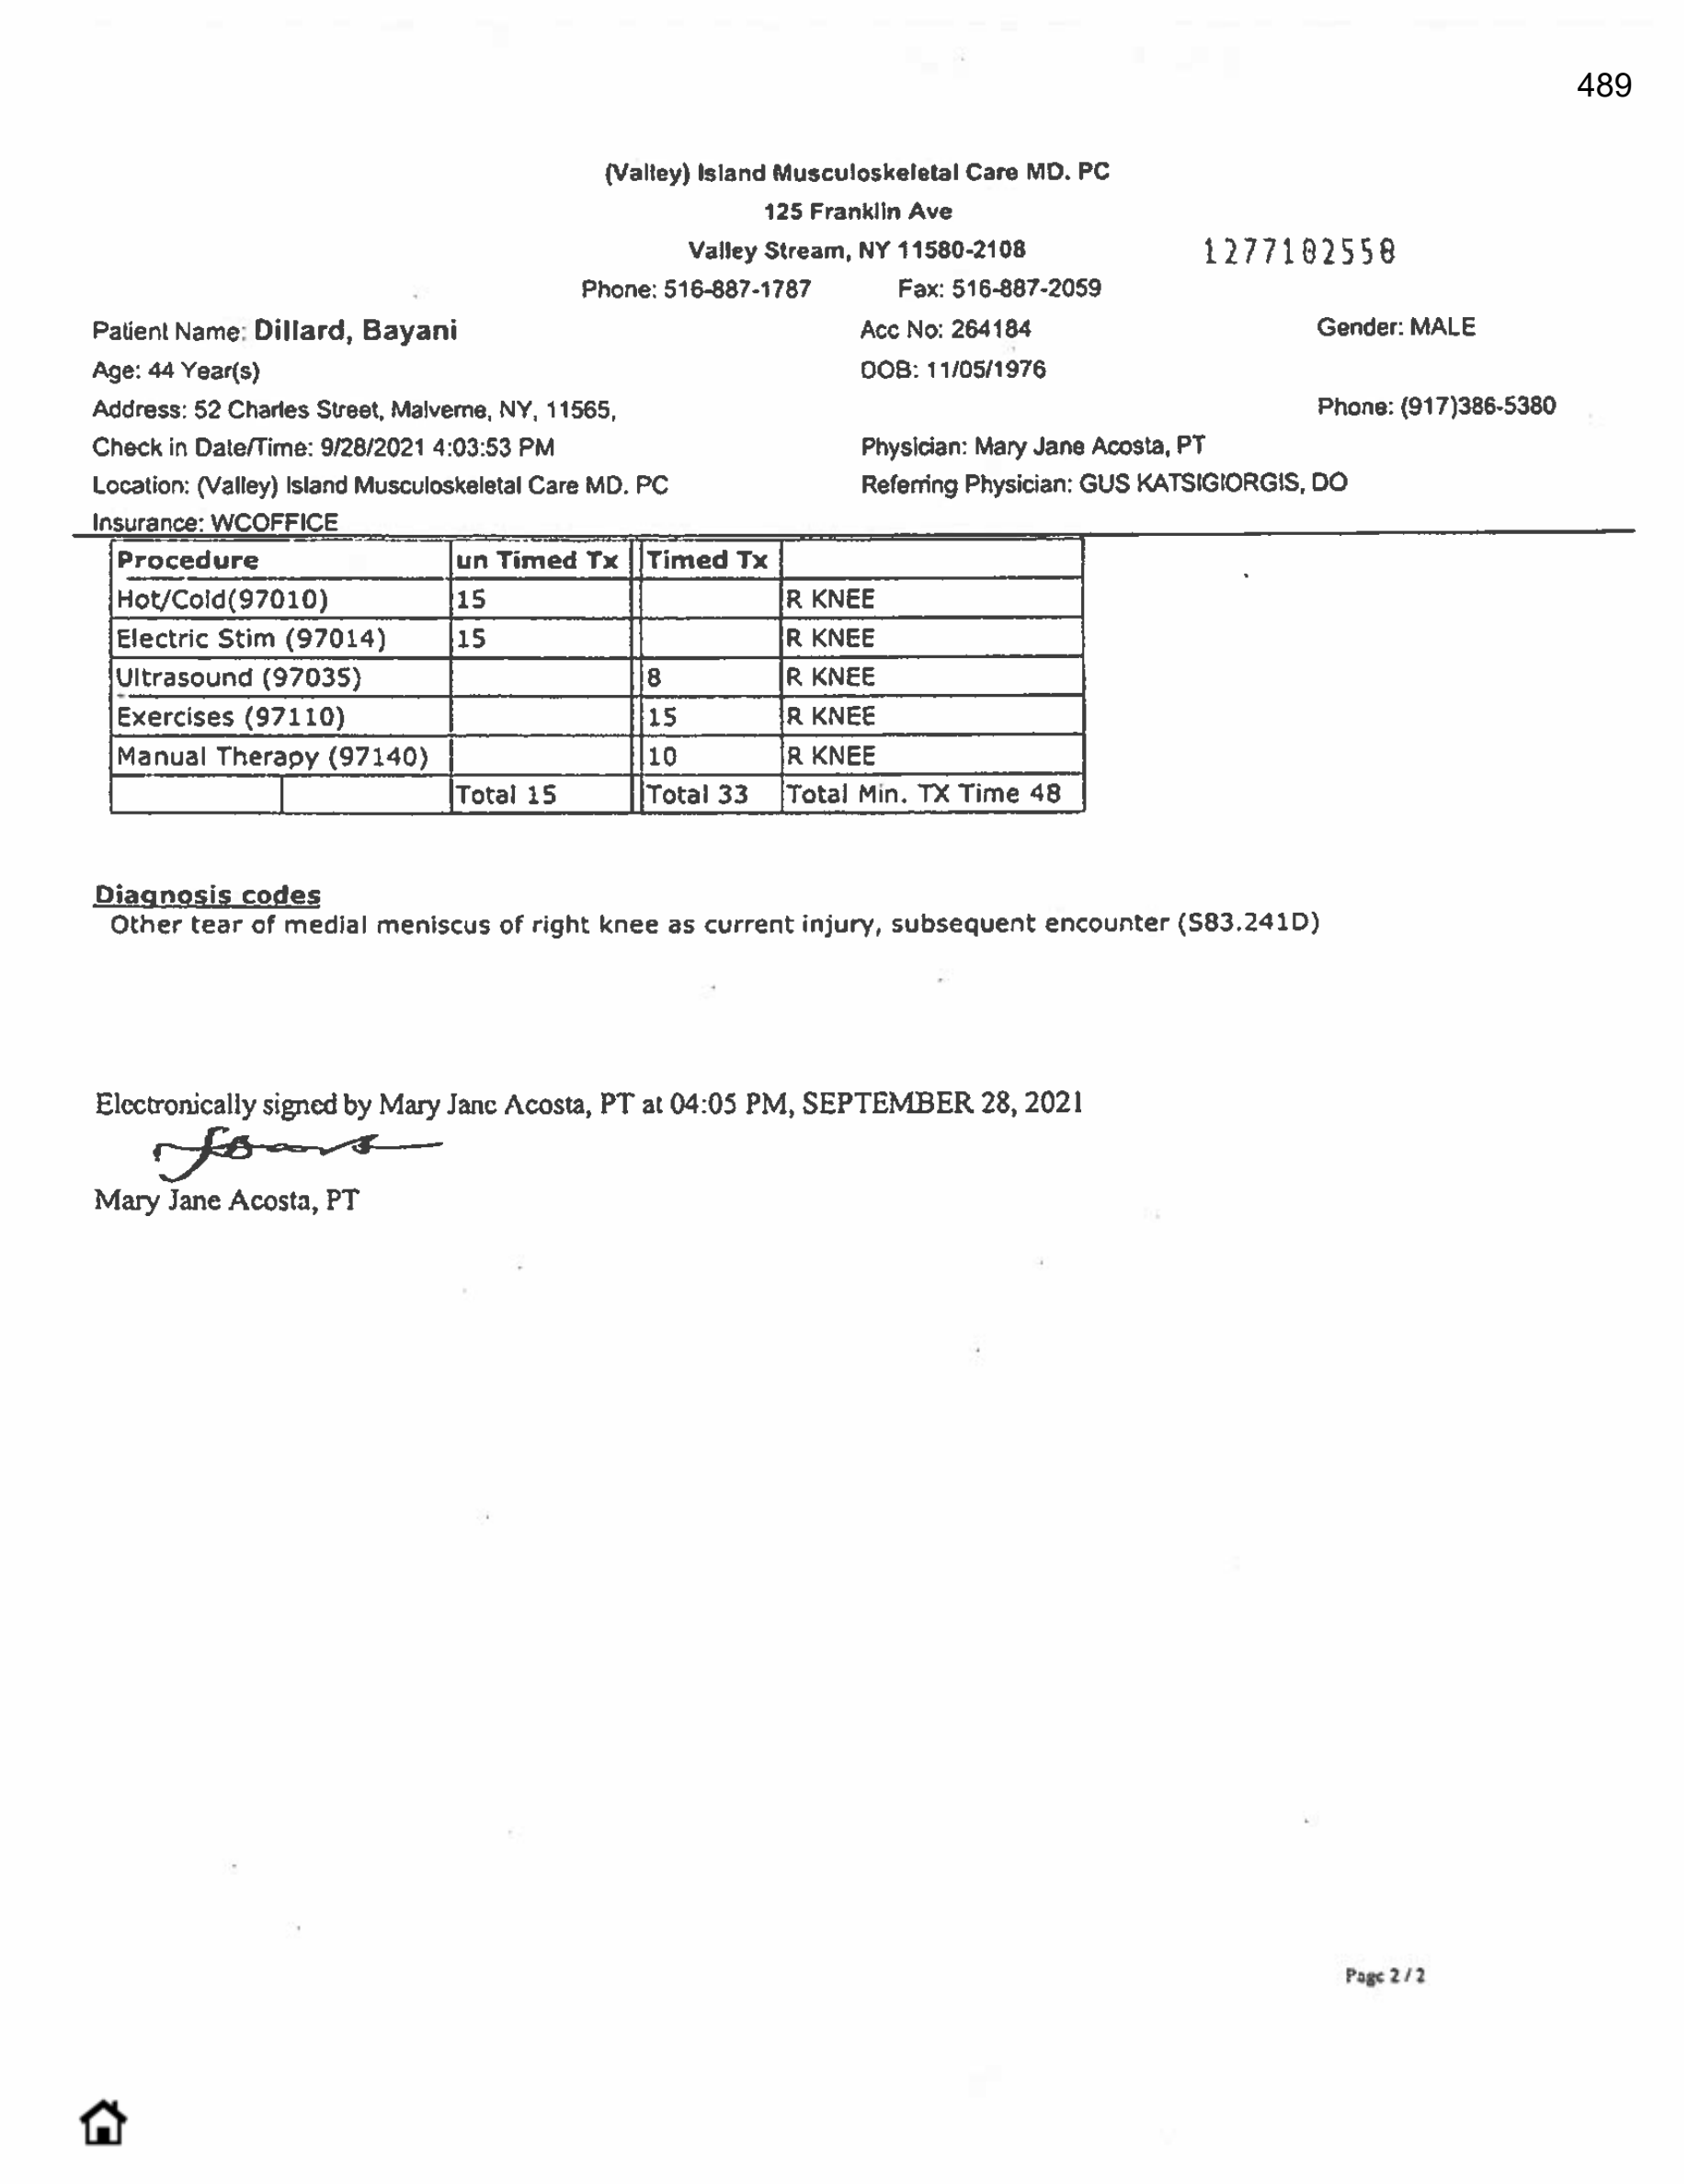 489
(Valley) Island Musculoskeletal Care MD. PC
125 Franklin Ave
Valley Stream, NY 11580-2108
1277102550
Phone: 516-887-1787 Fax: 516-887-2059
Patient Name: Dillard, Bayani Acc No: 264184 Gender: MALE
Age: 44 Year(s) DOB: 11/05/1976
Address: 52 Charles Street, Malverne, NY, 11565, Phone: (917)386-5380
Check in Date/Time: 9/28/2021 4:03:53 PM Physician: Mary Jane Acosta, PT
Location: (Valley) Island Musculoskeletal Care MD. PC Referring Physician: GUS KATSIGIORGIS, DO
Insurance: WCOFFICE
Procedure un Timed Tx Timed Tx
Hot/Cold(97010) 15 R KNEE
Electric Stim (97014) 15 R KNEE
Ultrasound (97035) 8 R KNEE
Exercises (97110) 15 R KNEE
Manual Therapy (97140) 10 R KNEE
Total 15 Total 33 Total Min. TX Time 48
Diagnosis codes
Other tear of medial meniscus of right knee as current injury, subsequent encounter (S83.241D)
Electronically signed by Mary Jane Acosta, PT at 04:05 PM, SEPTEMBER 28, 2021
Mary Jane Acosta, PT
Page 2 / 2